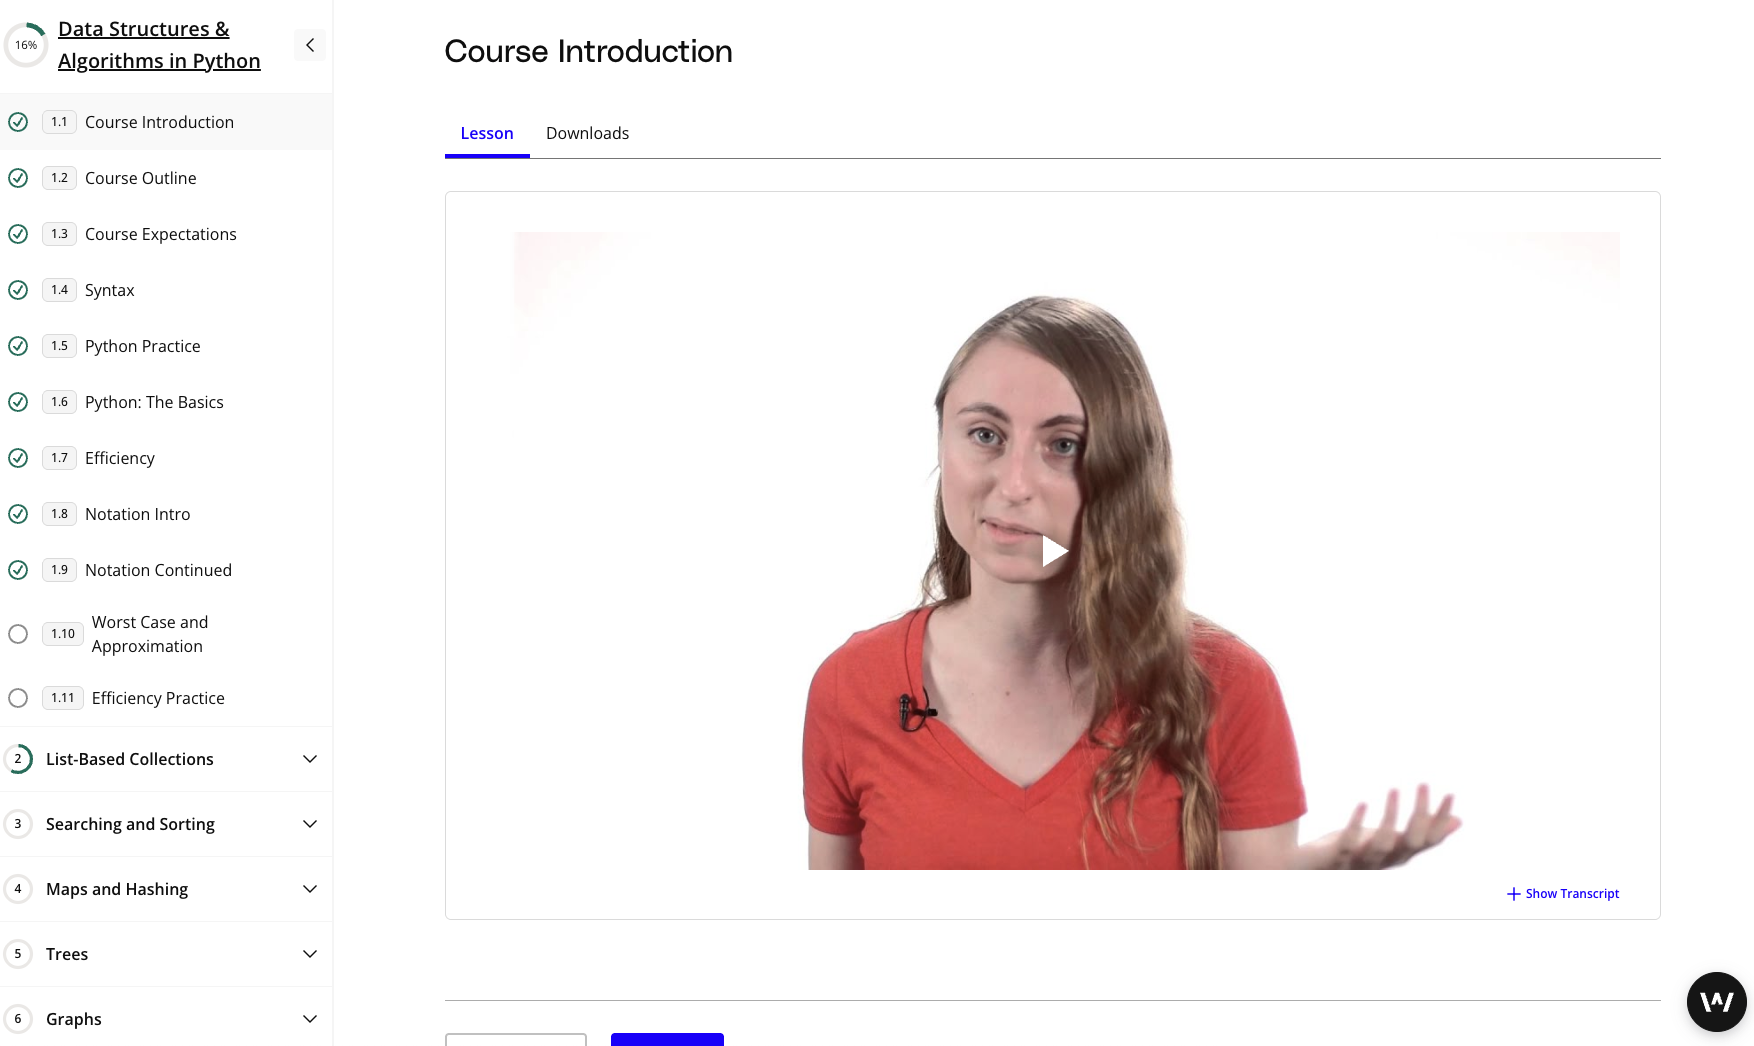 16%
Data Structures &
Algorithms in Python
1.1 Course Introduction
1.2 Course Outline
1.3 Course Expectations
1.4 Syntax
1.5 Python Practice
1.6 Python: The Basics
1.7 Efficiency
1.8 Notation Intro
1.9 Notation Continued
1.10 Worst Case and
Approximation
1.11 Efficiency Practice
2 List-Based Collections
3 Searching and Sorting
4 Maps and Hashing
5 Trees
6 Graphs
Course Introduction
Lesson Downloads
Show Transcript